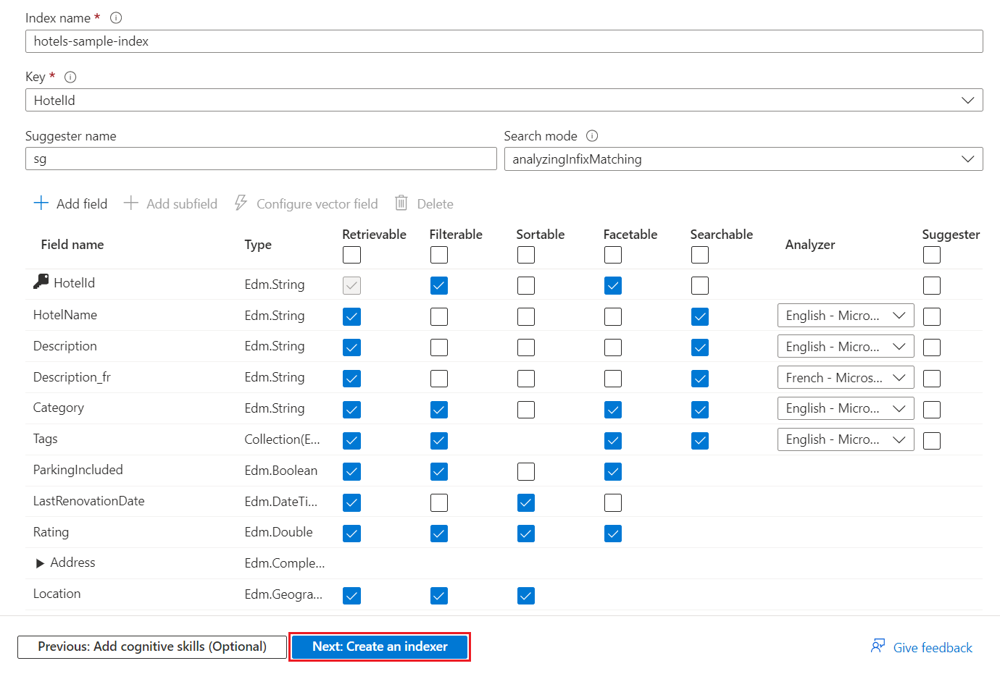 Index name *
hotels-sample-index
Key *
HotelId
Suggester name Search mode
sg analyzingInfixMatching
Add field Add subfield Configure vector field Delete
Field name Type Retrievable Filterable Sortable Facetable Searchable Analyzer Suggester
HotelId Edm.String
HotelName Edm.String English - Micro...
Description Edm.String English - Micro...
Description_fr Edm.String French - Micros...
Category Edm.String English - Micro...
Tags Collection(E... English - Micro...
ParkingIncluded Edm.Boolean
LastRenovationDate Edm.DateTi...
Rating Edm.Double
Address Edm.Comple...
Location Edm.Geogra...
Previous: Add cognitive skills (Optional) Next: Create an indexer Give feedback